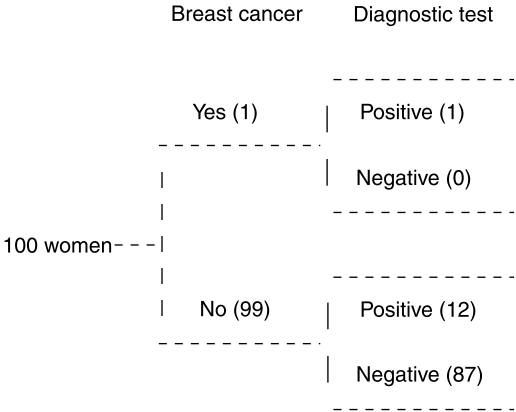 Breast cancer
Diagnostic test
Yes (1)
Positive (1)
Negative (0)
100 women
No (99)
Positive (12)
Negative (87)